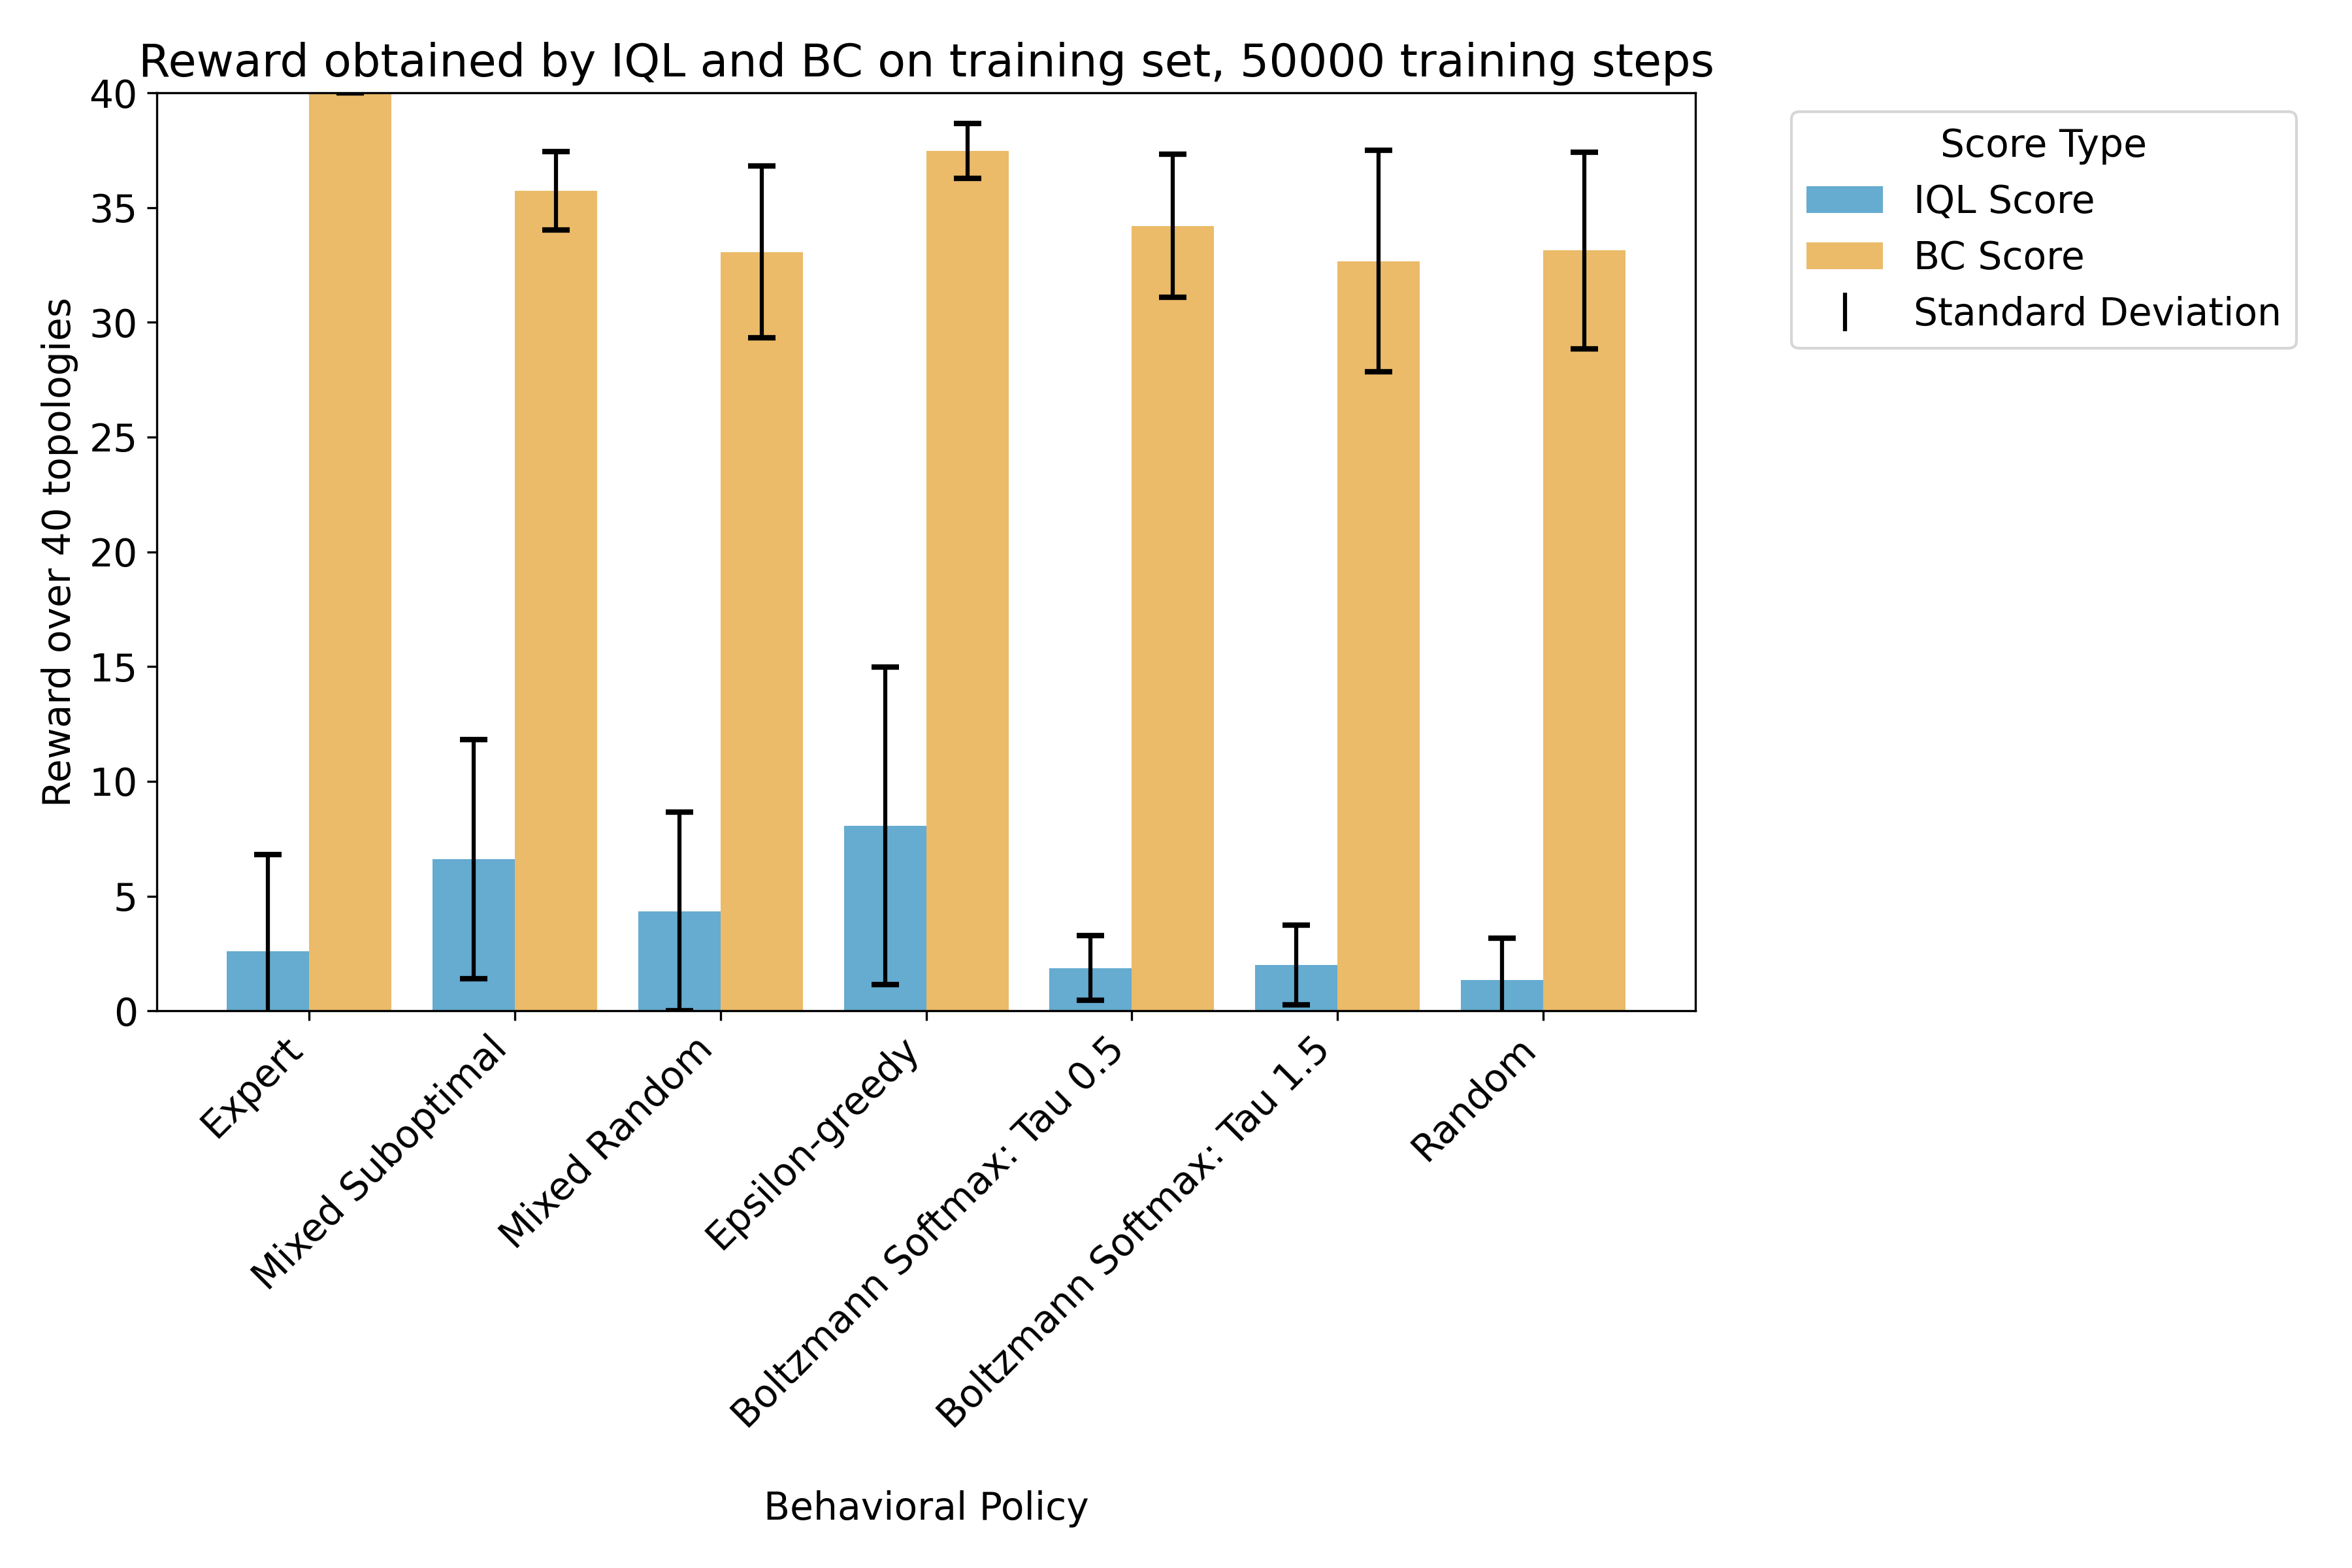 Reward obtained by IQL and BC on training set, 50000 training steps
Reward over 40 topologies
40
35
30
25
20
15
10
5
0
Expert
Mixed Suboptimal
Mixed Random
Epsilon-greedy
Boltzmann Softmax: Tau 0.5
Boltzmann Softmax: Tau 1.5
Random
Behavioral Policy
Score Type
IQL Score
BC Score
Standard Deviation